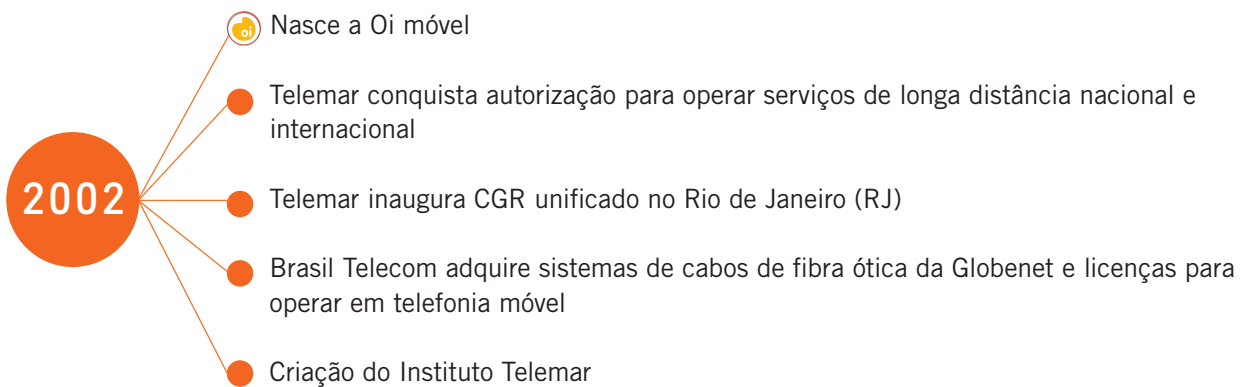 oi
Nasce a Oi móvel
Telemar conquista autorização para operar serviços de longa distância nacional e
internacional
2002
Telemar inaugura CGR unificado no Rio de Janeiro (RJ)
Brasil Telecom adquire sistemas de cabos de fibra ótica da Globenet e licenças para
operar em telefonia móvel
Criação do Instituto Telemar